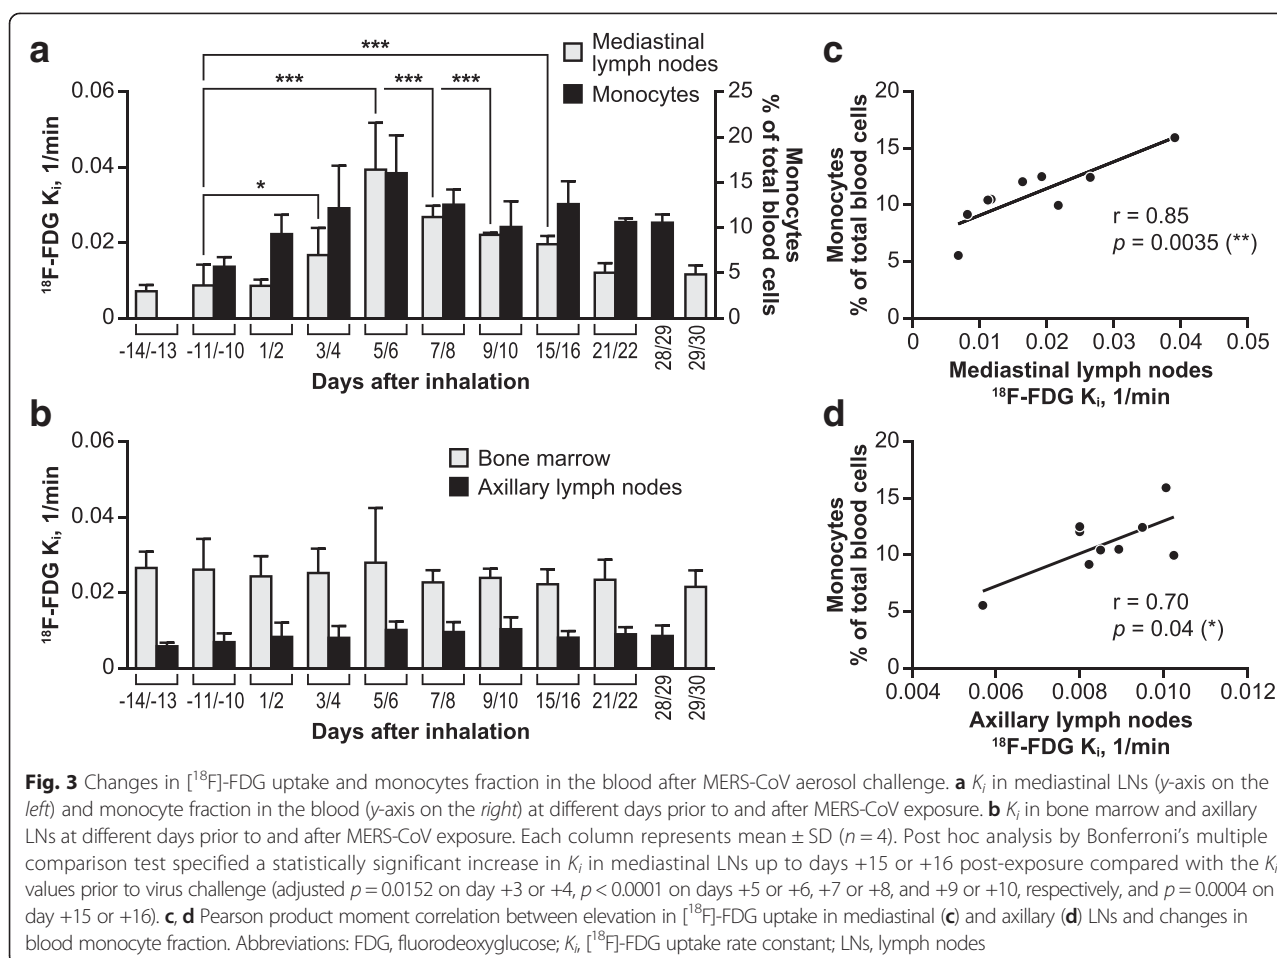 a
***
***
***
***
*
Mediastinal
lymph nodes
Monocytes
0.06
0.04
0.02
0
¹⁸F-FDG Kᵢ, 1/min
25
20
15
10
5
0
Monocytes
% of total blood cells
-14/-13
-11/-10
1/2
3/4
5/6
7/8
9/10
15/16
21/22
28/29
29/30
Days after inhalation
c
20
15
10
5
0
Monocytes
% of total blood cells
r = 0.85
p = 0.0035 (**)
0
0.01
0.02
0.03
0.04
0.05
Mediastinal lymph nodes
¹⁸F-FDG Kᵢ, 1/min
b
Bone marrow
Axillary lymph nodes
0.06
0.04
0.02
0
¹⁸F-FDG Kᵢ, 1/min
-14/-13
-11/-10
1/2
3/4
5/6
7/8
9/10
15/16
21/22
28/29
29/30
Days after inhalation
d
20
15
10
5
0
Monocytes
% of total blood cells
r = 0.70
p = 0.04 (*)
0.004
0.006
0.008
0.010
0.012
Axillary lymph nodes
¹⁸F-FDG Kᵢ, 1/min
Fig. 3 Changes in [¹⁸F]-FDG uptake and monocytes fraction in the blood after MERS-CoV aerosol challenge. a Kᵢ in mediastinal LNs (y-axis on the
left) and monocyte fraction in the blood (y-axis on the right) at different days prior to and after MERS-CoV exposure. b Kᵢ in bone marrow and axillary
LNs at different days prior to and after MERS-CoV exposure. Each column represents mean ± SD (n = 4). Post hoc analysis by Bonferroni's multiple
comparison test specified a statistically significant increase in Kᵢ in mediastinal LNs up to days +15 or +16 post-exposure compared with the Kᵢ
values prior to virus challenge (adjusted p = 0.0152 on day +3 or +4, p < 0.0001 on days +5 or +6, +7 or +8, and +9 or +10, respectively, and p = 0.0004 on
day +15 or +16). c, d Pearson product moment correlation between elevation in [¹⁸F]-FDG uptake in mediastinal (c) and axillary (d) LNs and changes in
blood monocyte fraction. Abbreviations: FDG, fluorodeoxyglucose; Kᵢ, [¹⁸F]-FDG uptake rate constant; LNs, lymph nodes